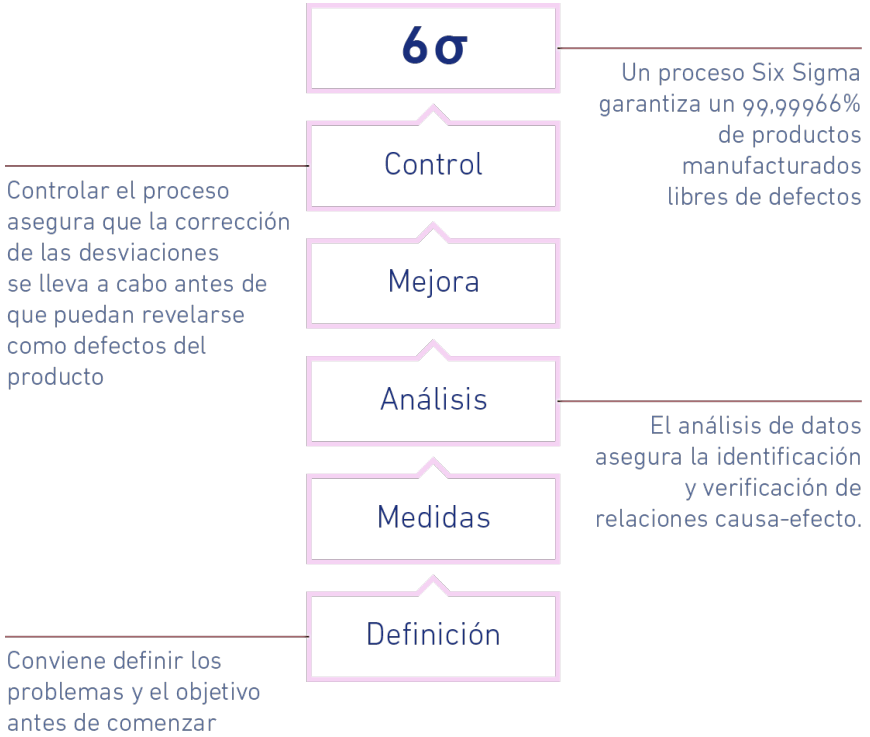 6σ
Un proceso Six Sigma
garantiza un 99,99966%
de productos
manufacturados
libres de defectos
Control
Controlar el proceso
asegura que la corrección
de las desviaciones
se lleva a cabo antes de
que puedan revelarse
como defectos del
producto
Mejora
Análisis
El análisis de datos
asegura la identificación
y verificación de
relaciones causa-efecto.
Medidas
Definición
Conviene definir los
problemas y el objetivo
antes de comenzar